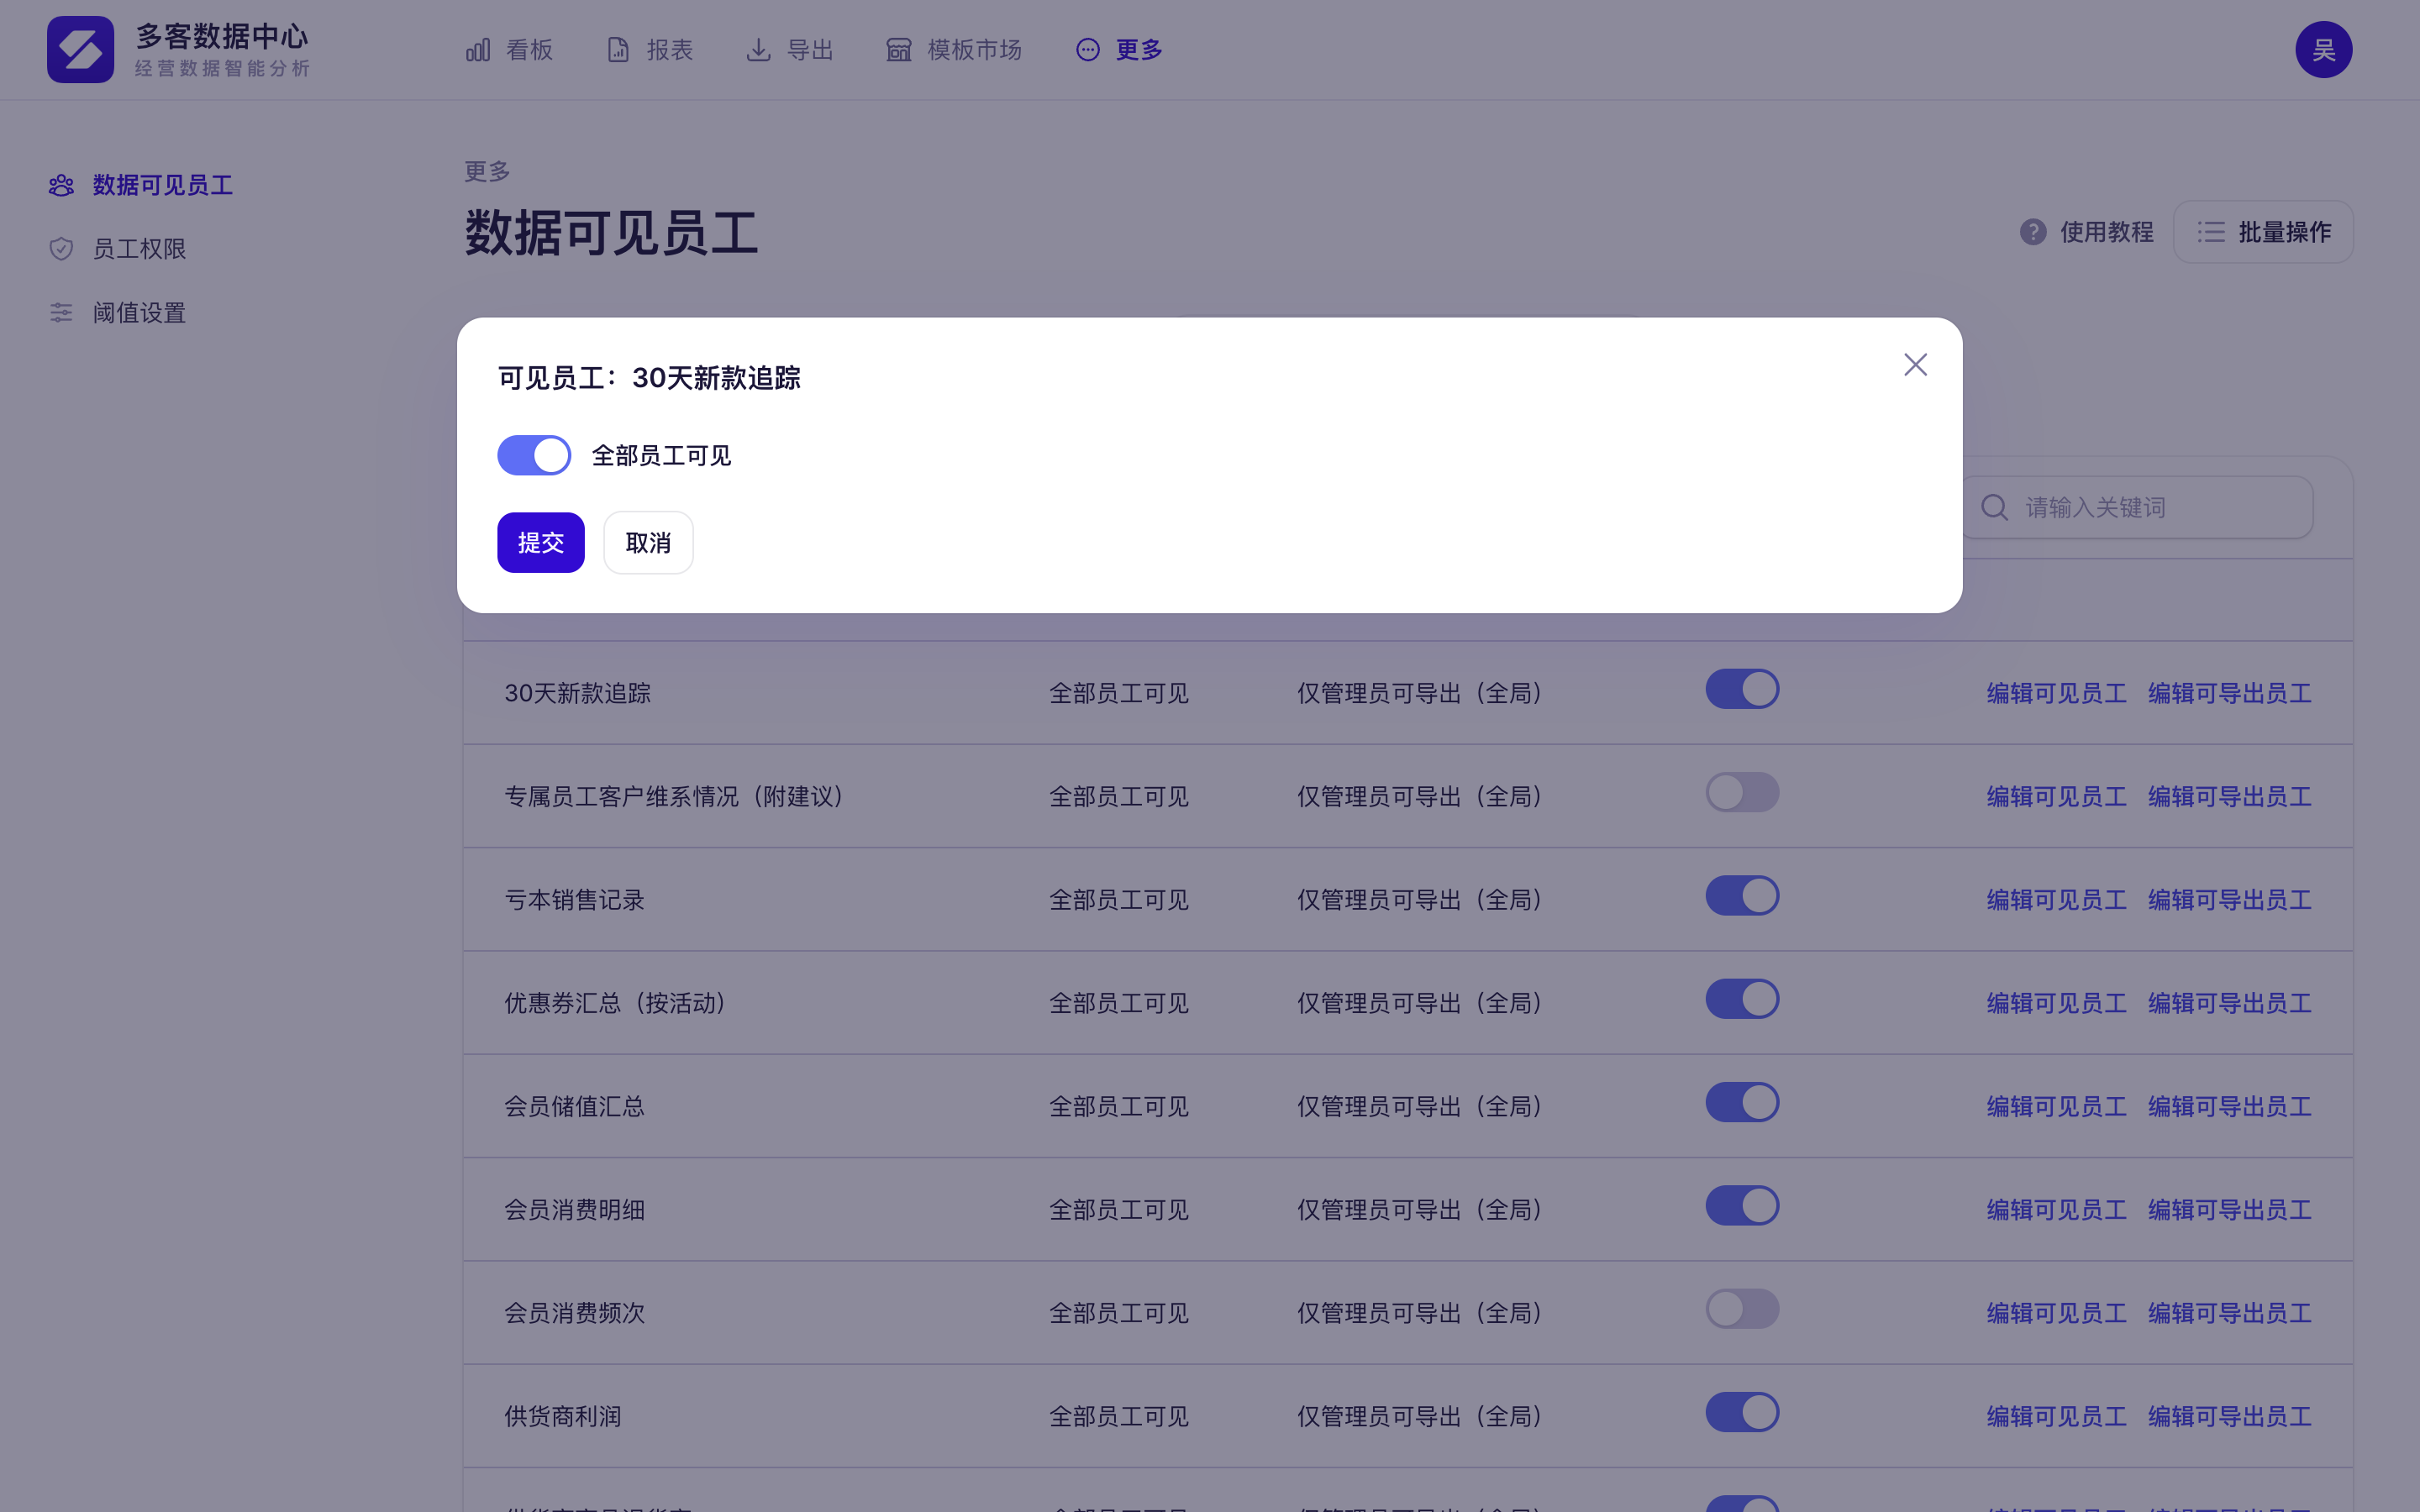 多客数据中心
经营数据智能分析
看板
报表
导出
模板市场
更多
吴
数据可见员工
员工权限
阈值设置
更多
数据可见员工
使用教程
批量操作
可见员工：30天新款追踪
全部员工可见
提交
取消
请输入关键词
30天新款追踪 全部员工可见 仅管理员可导出（全局） 编辑可见员工 编辑可导出员工
专属员工客户维系情况（附建议） 全部员工可见 仅管理员可导出（全局） 编辑可见员工 编辑可导出员工
亏本销售记录 全部员工可见 仅管理员可导出（全局） 编辑可见员工 编辑可导出员工
优惠券汇总（按活动） 全部员工可见 仅管理员可导出（全局） 编辑可见员工 编辑可导出员工
会员储值汇总 全部员工可见 仅管理员可导出（全局） 编辑可见员工 编辑可导出员工
会员消费明细 全部员工可见 仅管理员可导出（全局） 编辑可见员工 编辑可导出员工
会员消费频次 全部员工可见 仅管理员可导出（全局） 编辑可见员工 编辑可导出员工
供货商利润 全部员工可见 仅管理员可导出（全局） 编辑可见员工 编辑可导出员工